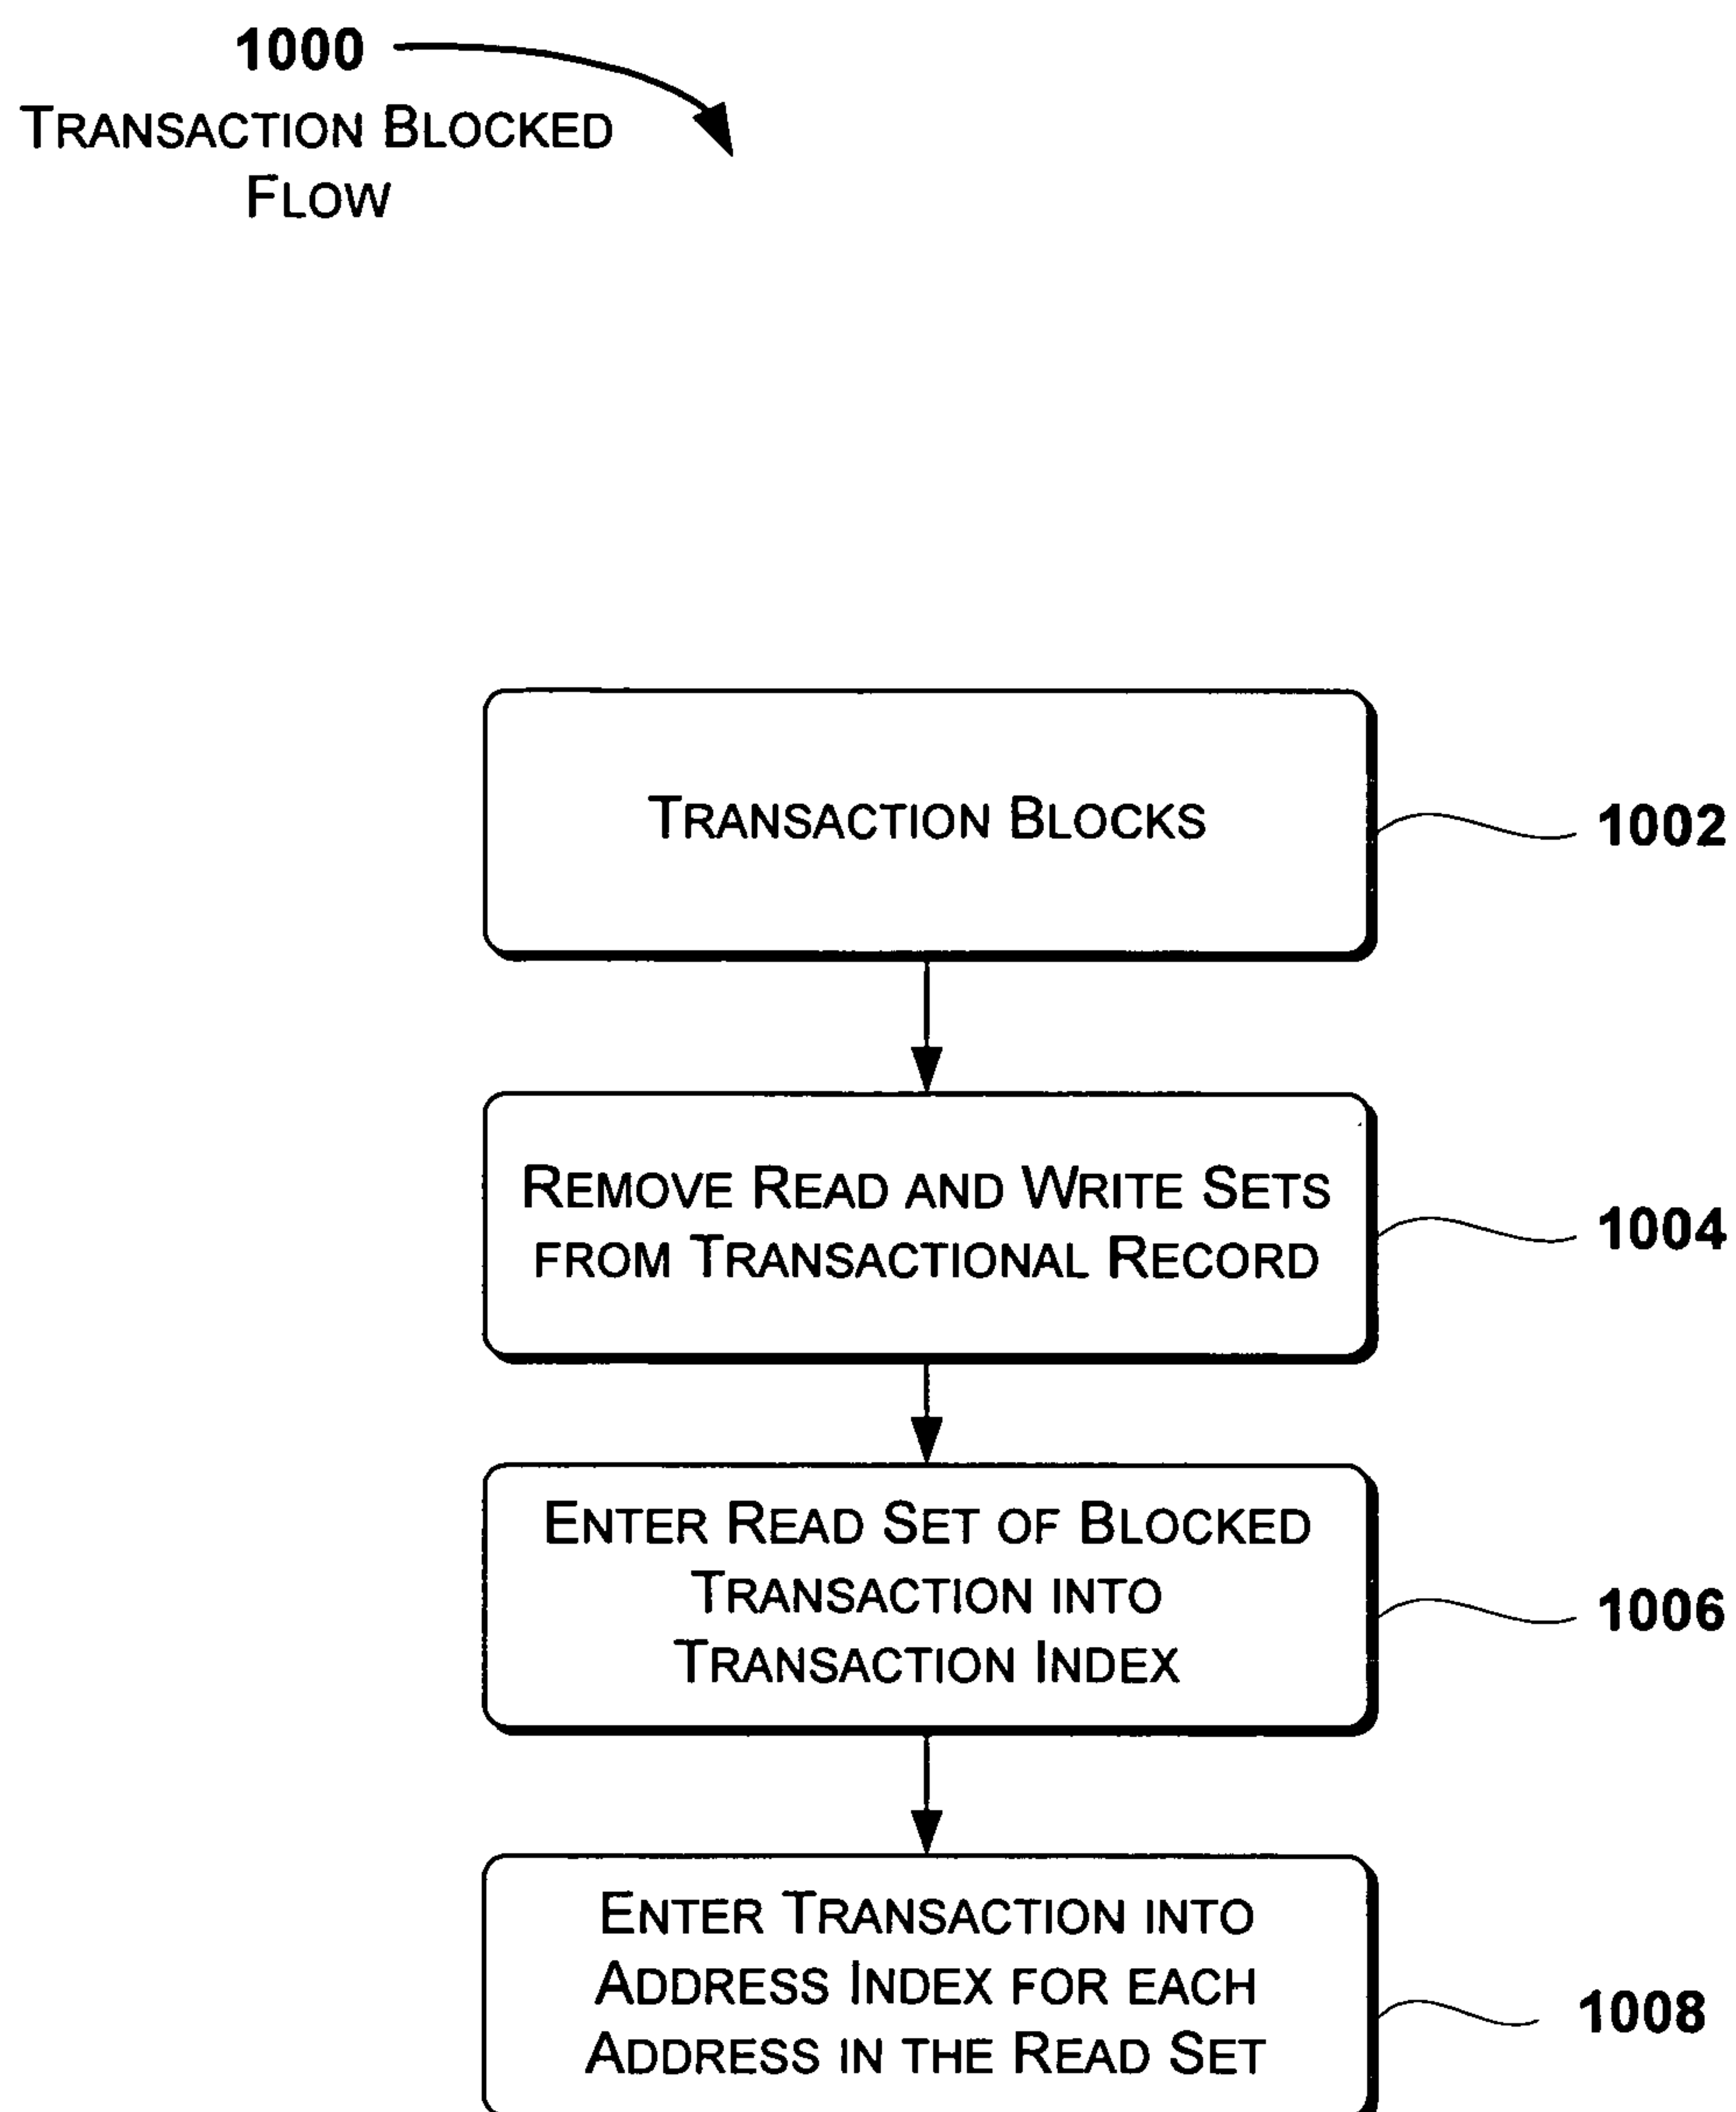 1000
TRANSACTION BLOCKED
FLOW
TRANSACTION BLOCKS
1002
REMOVE READ AND WRITE SETS
FROM TRANSACTIONAL RECORD
1004
ENTER READ SET OF BLOCKED
TRANSACTION INTO
TRANSACTION INDEX
1006
ENTER TRANSACTION INTO
ADDRESS INDEX FOR EACH
ADDRESS IN THE READ SET
1008